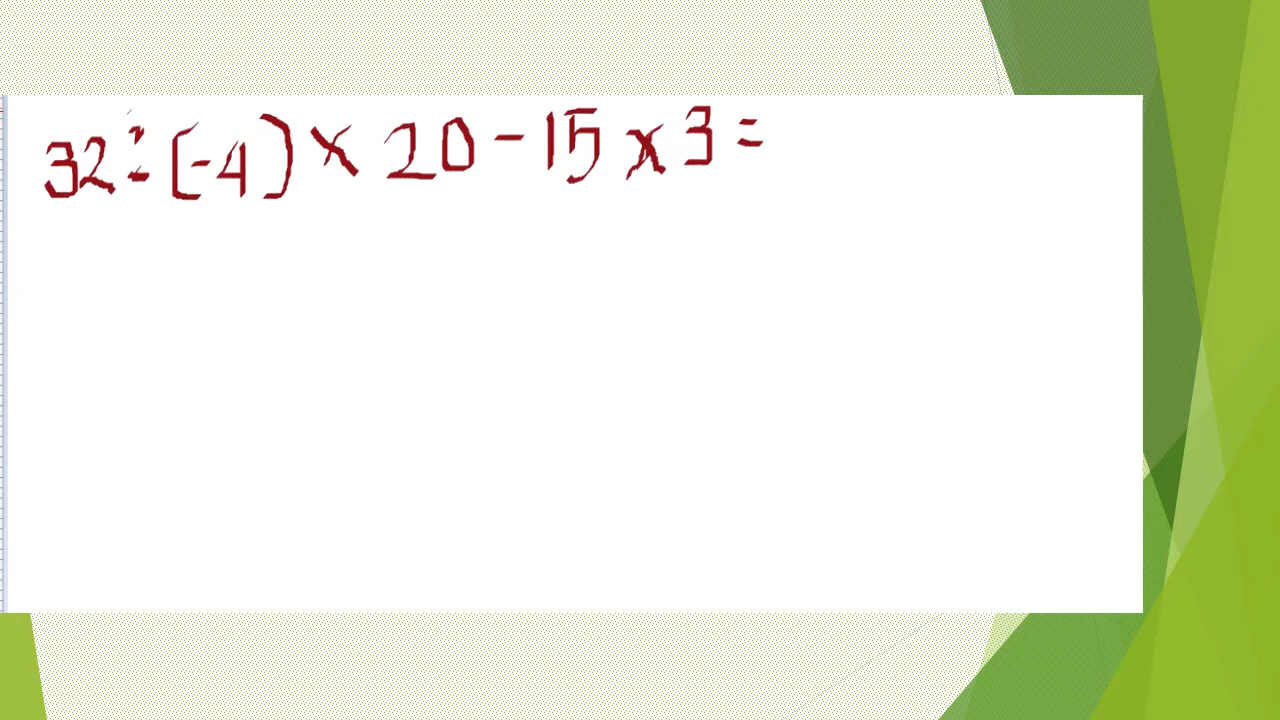 32 : (-4) x 20 - 15 x 3 =